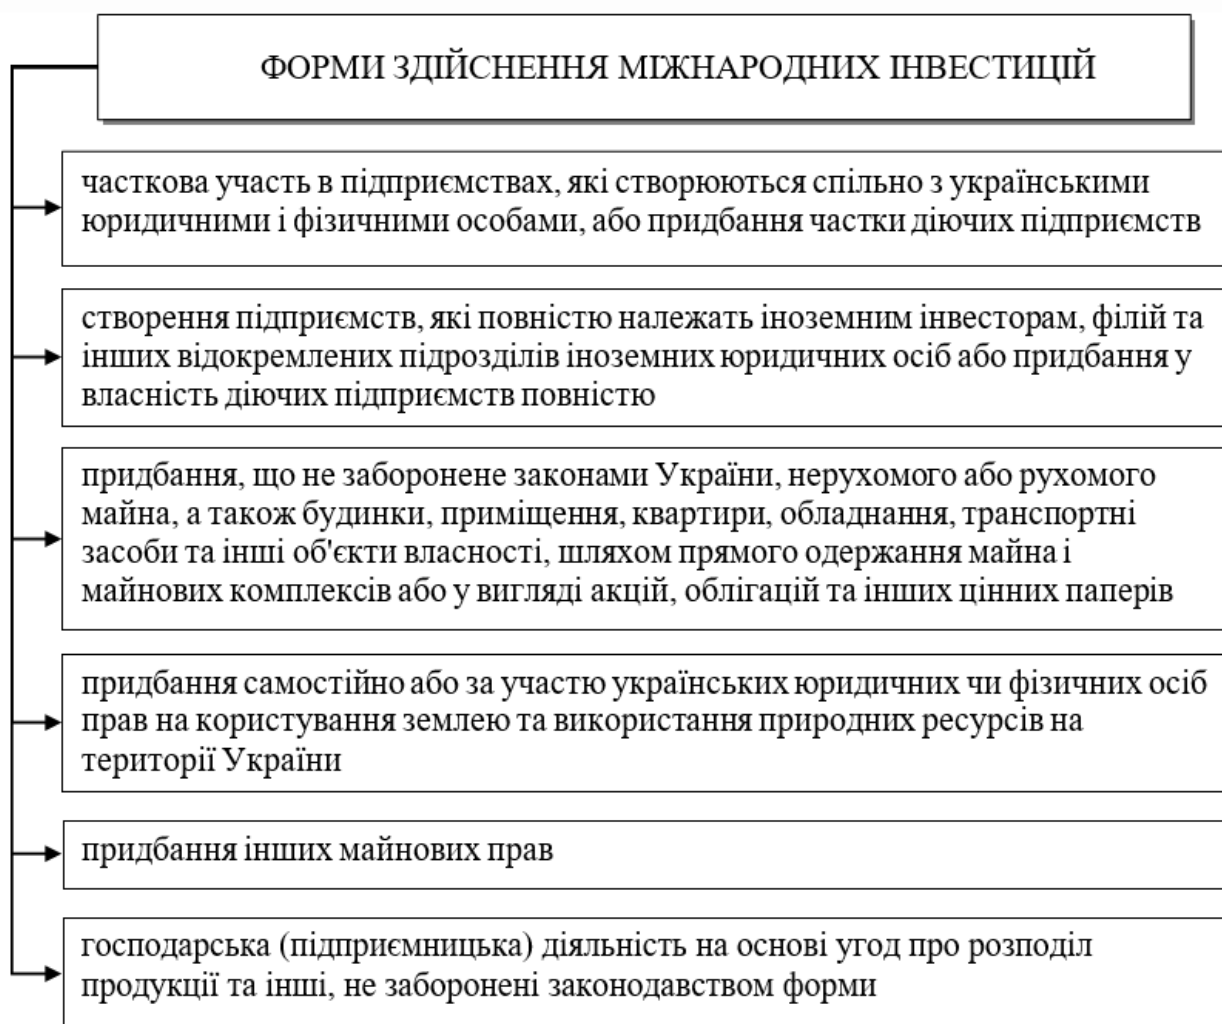 ФОРМИ ЗДІЙСНЕННЯ МІЖНАРОДНИХ ІНВЕСТИЦІЙ
часткова участь в підприємствах, які створюються спільно з українськими
юридичними і фізичними особами, або придбання частки діючих підприємств
створення підприємств, які повністю належать іноземним інвесторам, філій та
інших відокремлених підрозділів іноземних юридичних осіб або придбання у
власність діючих підприємств повністю
придбання, що не заборонене законами України, нерухомого або рухомого
майна, а також будинки, приміщення, квартири, обладнання, транспортні
засоби та інші об'єкти власності, шляхом прямого одержання майна і
майнових комплексів або у вигляді акцій, облігацій та інших цінних паперів
придбання самостійно або за участю українських юридичних чи фізичних осіб
прав на користування землею та використання природних ресурсів на
території України
придбання інших майнових прав
господарська (підприємницька) діяльність на основі угод про розподіл
продукції та інші, не заборонені законодавством форми